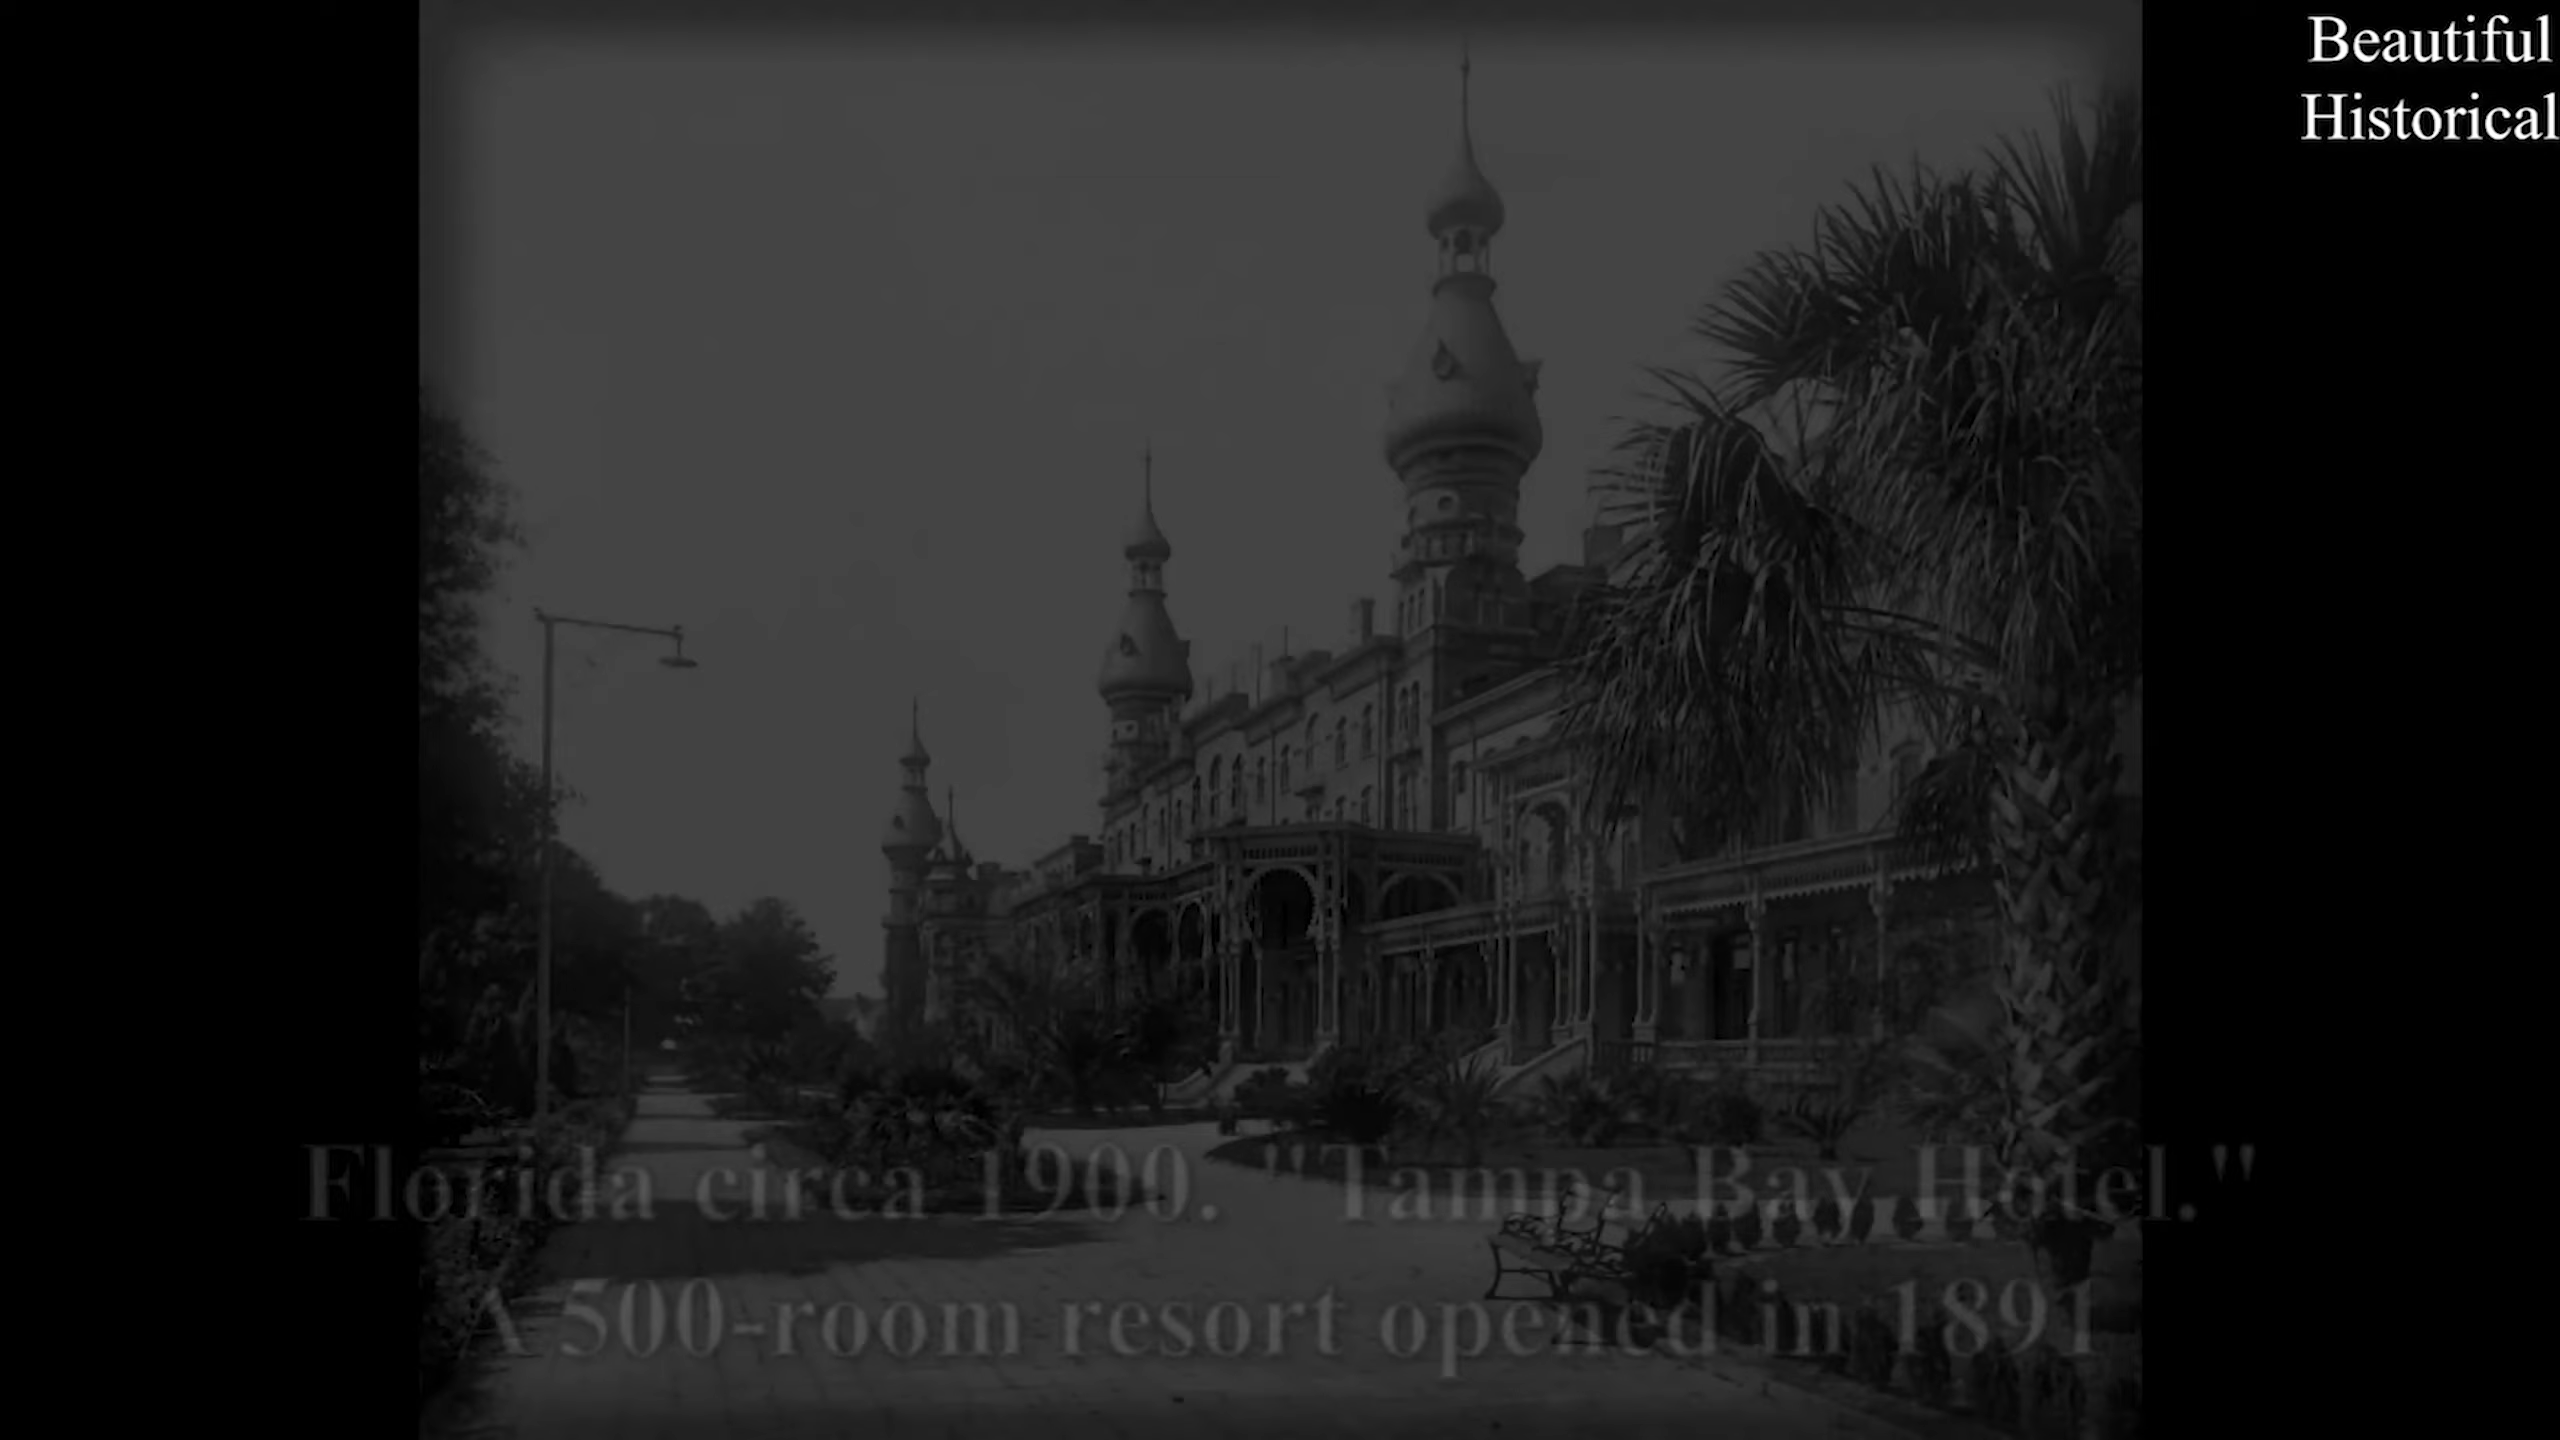 Beautiful
Historical
Florida circa 1900. "Tampa Bay Hotel."
A 500-room resort opened in 1891